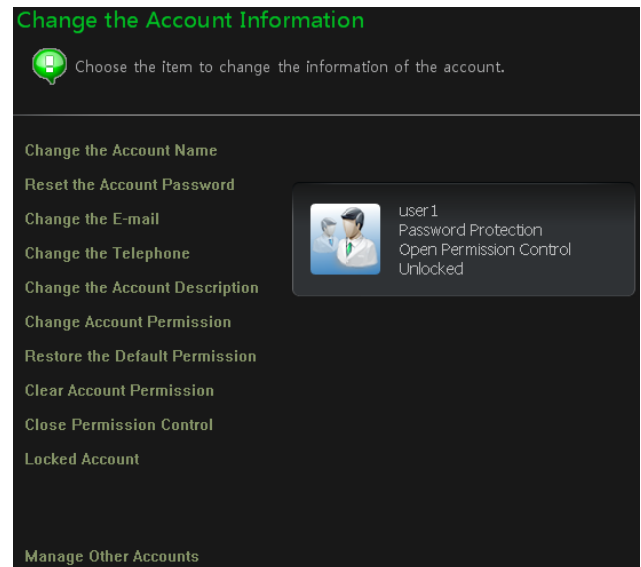 Change the Account Information
Choose the item to change the information of the account.
Change the Account Name
Reset the Account Password
Change the E-mail
Change the Telephone
Change the Account Description
Change Account Permission
Restore the Default Permission
Clear Account Permission
Close Permission Control
Locked Account
Manage Other Accounts
user1
Password Protection
Open Permission Control
Unlocked